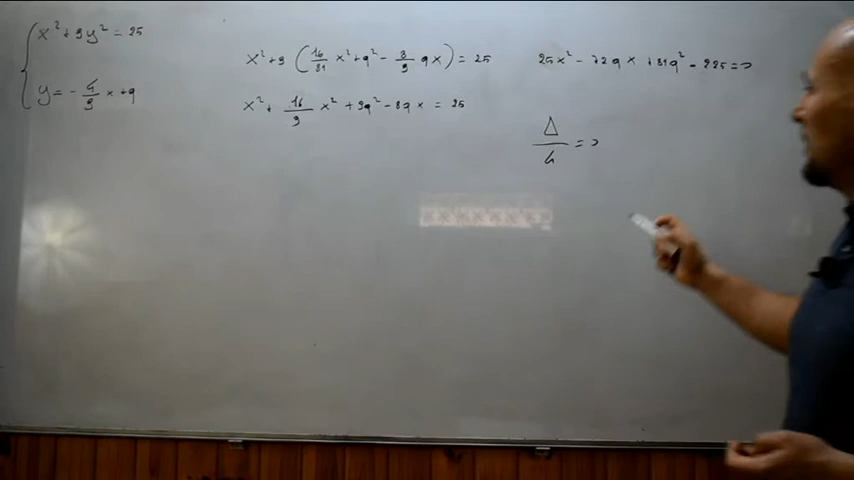 x² + 9y² = 25
y = - 4/9 x + q
x² + 9 ( 16/81 x² + q² - 8/9 qx ) = 25
x² + 16/9 x² + 9q² - 8qx = 25
25x² - 72qx + 81q² - 225 = 0
Δ/4 = 0